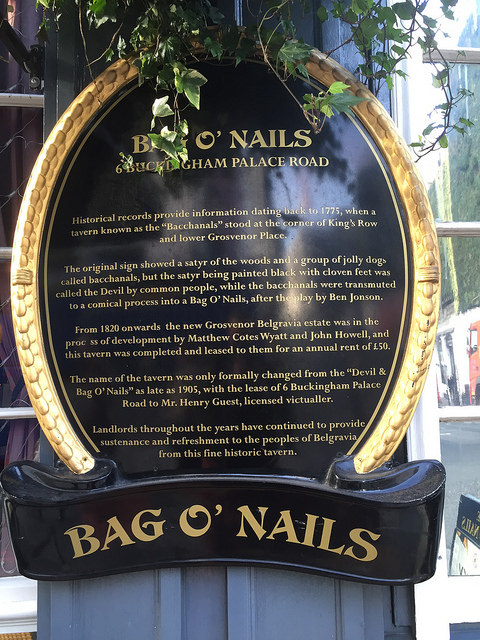 BAG O' NAILS
6 BUCKINGHAM PALACE ROAD
Historical records provide information dating back to 1775, when a
tavern known as the "Bacchanals" stood at the corner of King's Row
and lower Grosvenor Place.
The original sign showed a satyr of the woods and a group of jolly dogs
called bacchanals, but the satyr being painted black with cloven feet was
called the Devil by common people, while the bacchanals were transmuted
to a comical process into a Bag O' Nails, after the play by Ben Jonson.
From 1820 onwards the new Grosvenor Belgravia estate was in the
proc ss of development by Matthew Cotes Wyatt and John Howell, and
this tavern was completed and leased to them for an annual rent of £50.
The name of the tavern was only formally changed from the "Devil &
Bag O' Nails" as late as 1905, with the lease of 6 Buckingham Palace
Road to Mr. Henry Guest, licensed victualler.
Landlords throughout the years have continued to provide
sustenance and refreshment to the peoples of Belgravia
from this fine historic tavern.
BAG O' NAILS